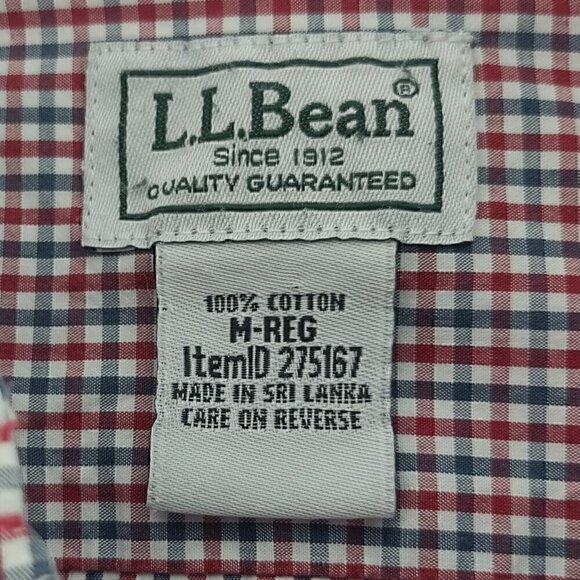 L.L.Bean®
Since 1912
QUALITY GUARANTEED
100% COTTON
M-REG
ItemID 275167
MADE IN SRI LANKA
CARE ON REVERSE